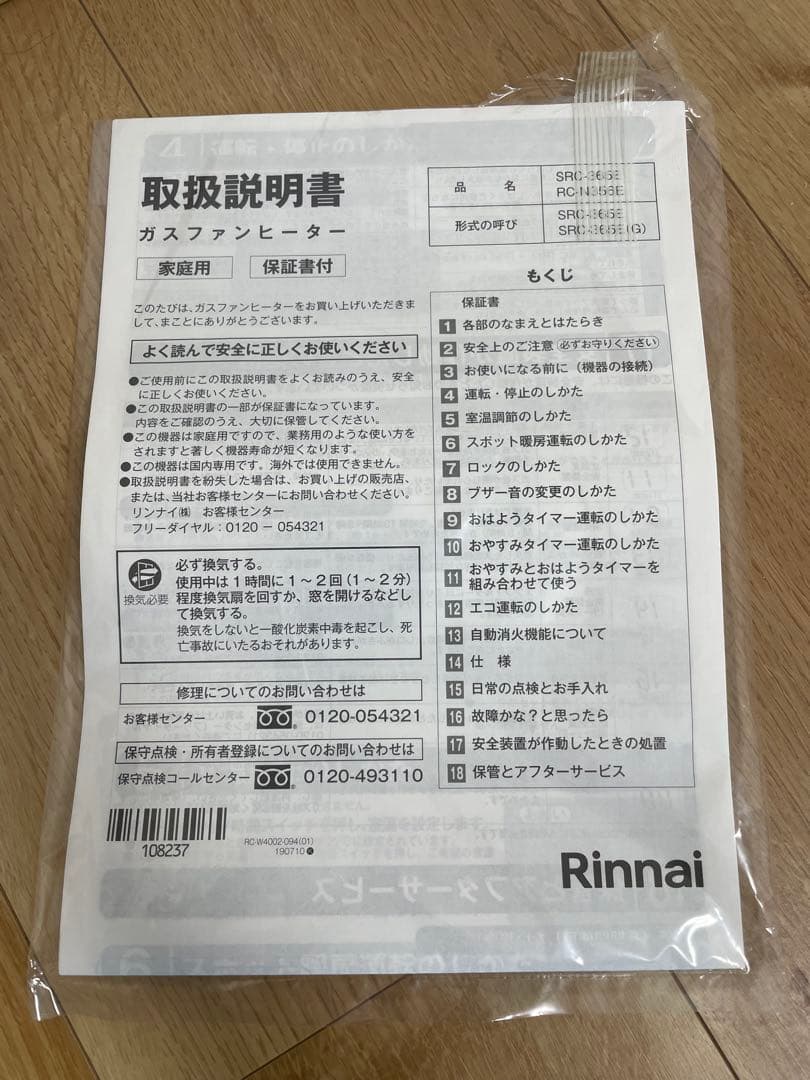 取扱説明書
ガスファンヒーター
家庭用 保証書付
品名 SRC-365E
RC-N356E
形式の呼び SRC-365E
SRC-365E(G)
このたびは、ガスファンヒーターをお買い上げいただきま
して、まことにありがとうございます。
よく読んで安全に正しくお使いください
●ご使用前にこの取扱説明書をよくお読みのうえ、安全
に正しくお使いください。
●この取扱説明書の一部が保証書になっています。
内容をご確認のうえ、大切に保管してください。
●この機器は家庭用ですので、業務用のような使い方を
されますと著しく機器寿命が短くなります。
●この機器は国内専用です。海外では使用できません。
●取扱説明書を紛失した場合は、お買い上げの販売店、
または、当社お客様センターにお問い合わせください。
リンナイ㈱ お客様センター
フリーダイヤル：0120－054321
換気必要
必ず換気する。
使用中は1時間に1～2回（1～2分）
程度換気扇を回すか、窓を開けるなどし
て換気する。
換気をしないと一酸化炭素中毒を起こし、死
亡事故にいたるおそれがあります。
修理についてのお問い合わせは
お客様センター 0120-054321
保守点検・所有者登録についてのお問い合わせは
保守点検コールセンター 0120-493110
108237
RC-W4002-094(01)
190710
もくじ
保証書
1 各部のなまえとはたらき
2 安全上のご注意 必ずお守りください
3 お使いになる前に（機器の接続）
4 運転・停止のしかた
5 室温調節のしかた
6 スポット暖房運転のしかた
7 ロックのしかた
8 ブザー音の変更のしかた
9 おはようタイマー運転のしかた
10 おやすみタイマー運転のしかた
11 おやすみとおはようタイマーを
組み合わせて使う
12 エコ運転のしかた
13 自動消火機能について
14 仕様
15 日常の点検とお手入れ
16 故障かな？と思ったら
17 安全装置が作動したときの処置
18 保管とアフターサービス
Rinnai